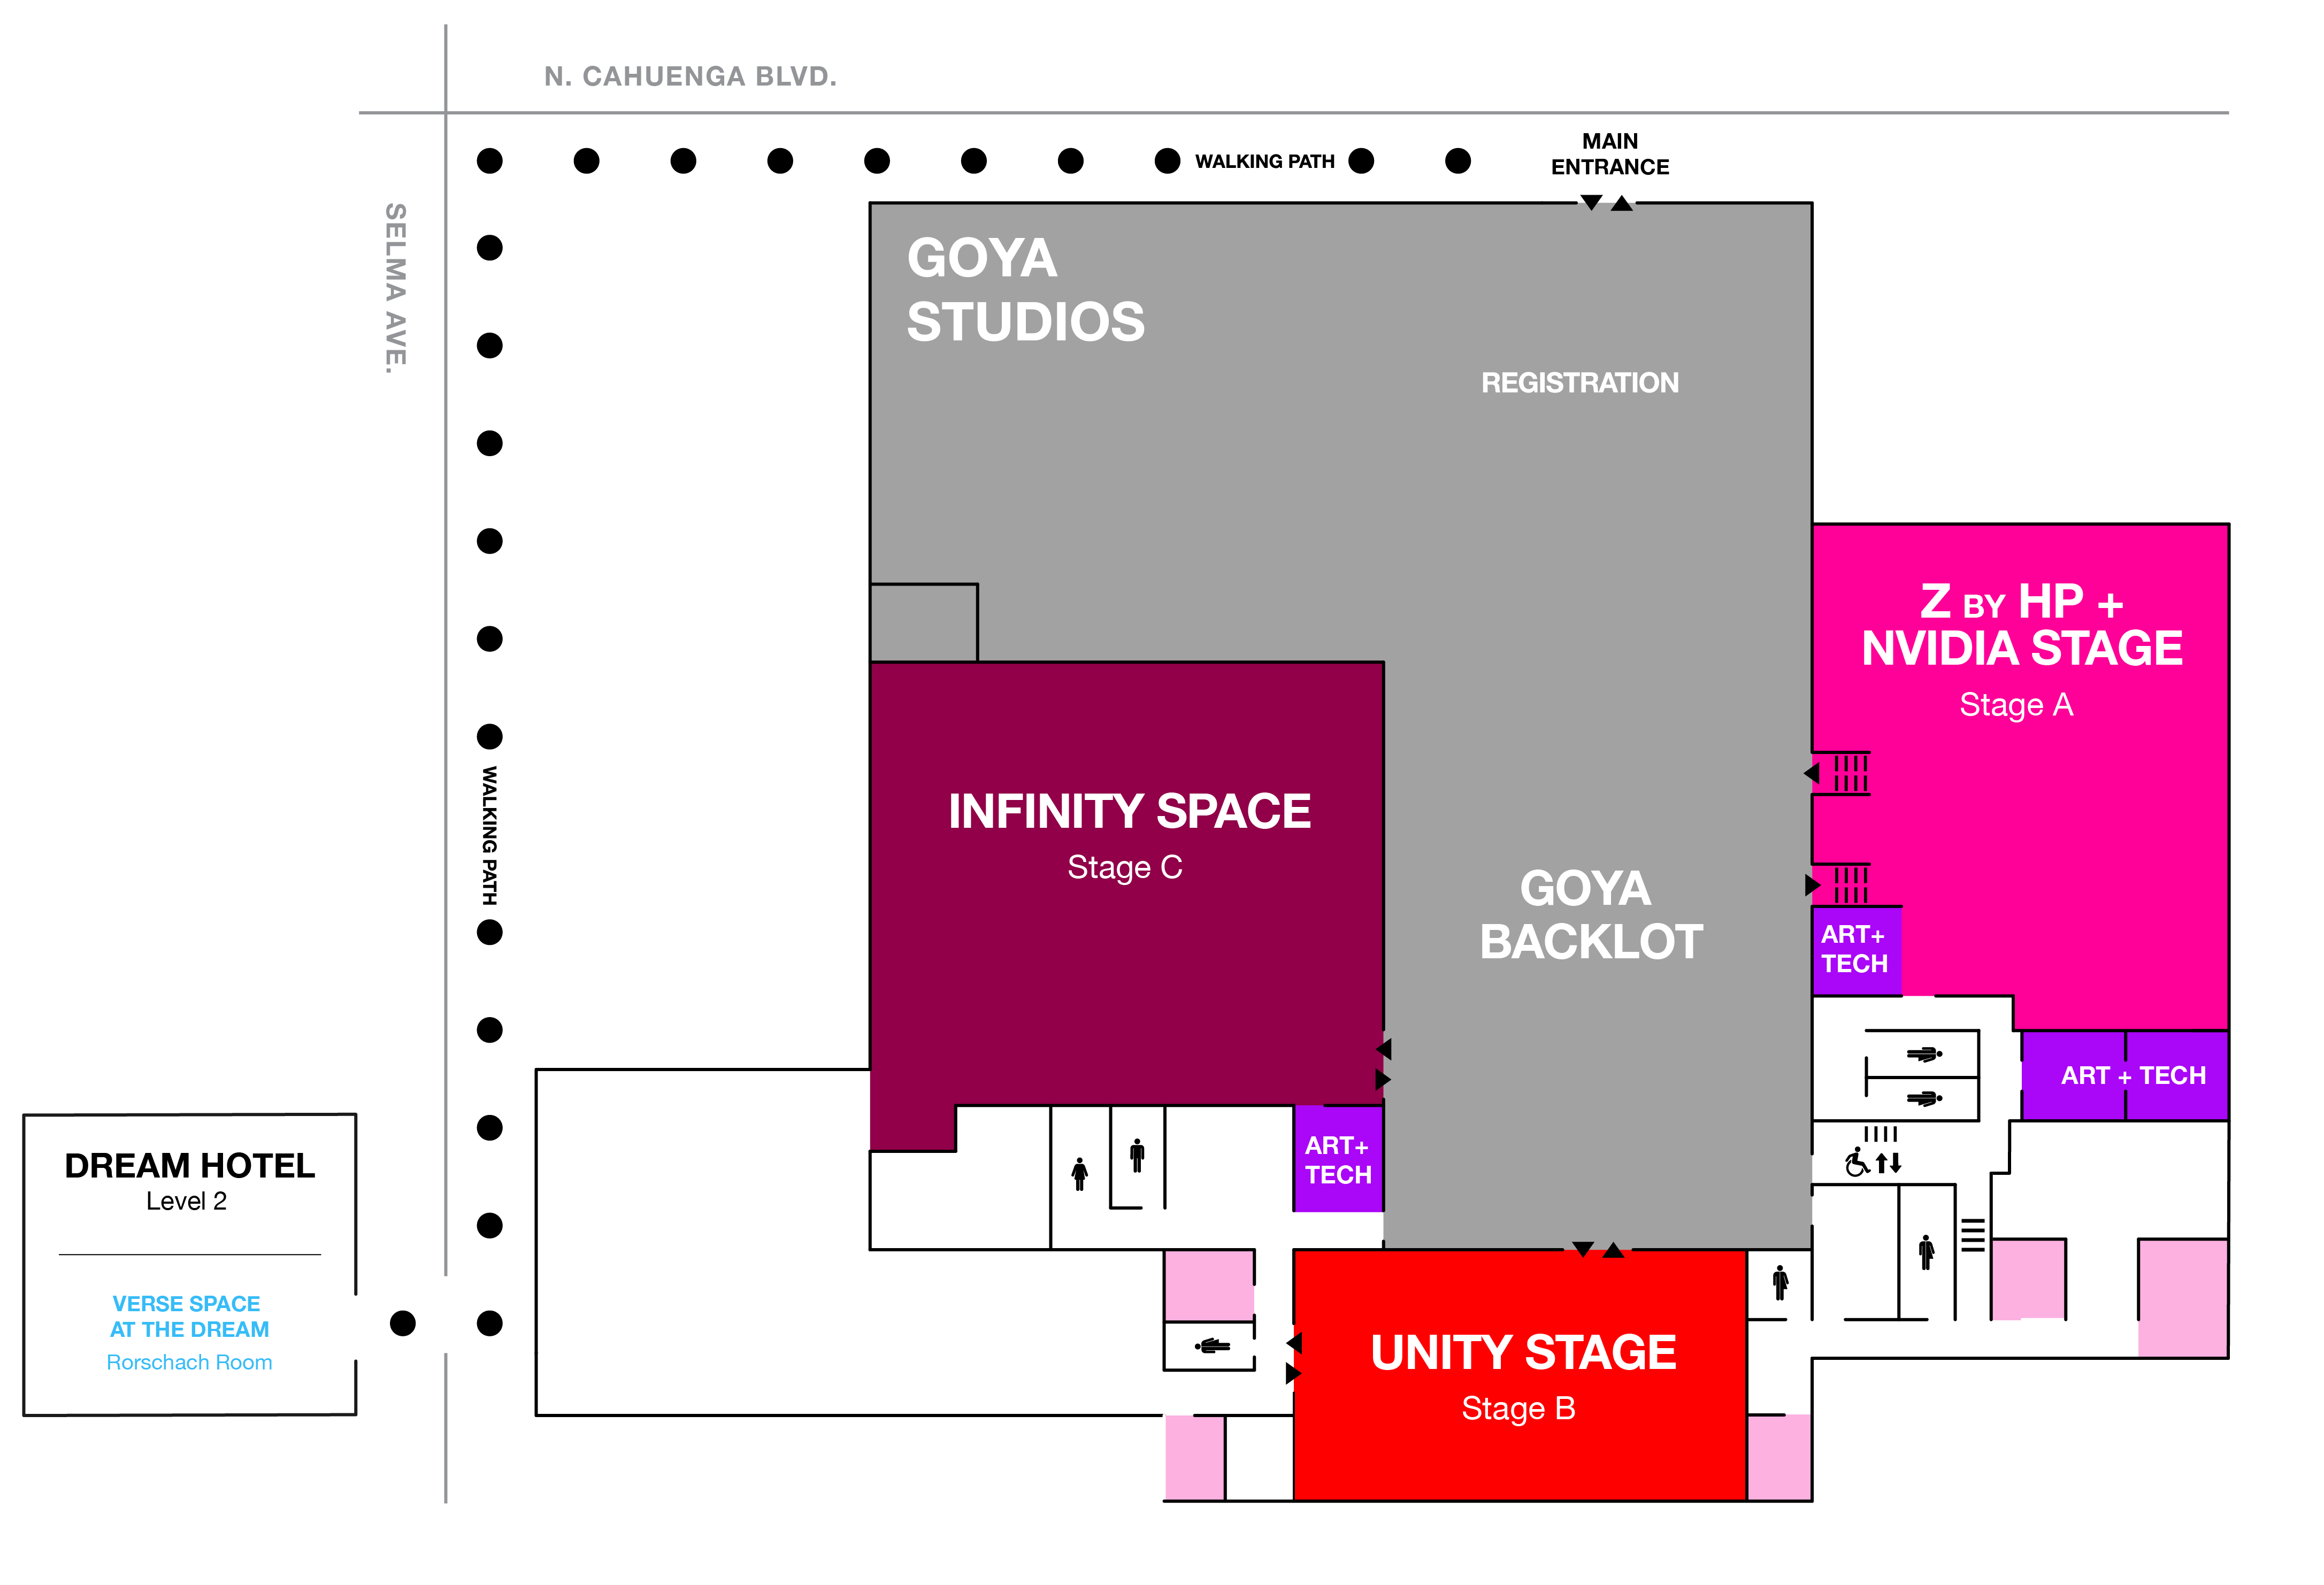 N. CAHUENGA BLVD.
SELMA AVE.
WALKING PATH
MAIN
ENTRANCE
GOYA
STUDIOS
REGISTRATION
Z BY HP +
NVIDIA STAGE
Stage A
INFINITY SPACE
Stage C
WALKING PATH
GOYA
BACKLOT
ART+
TECH
ART + TECH
ART+
TECH
DREAM HOTEL
Level 2
VERSE SPACE
AT THE DREAM
Rorschach Room
UNITY STAGE
Stage B